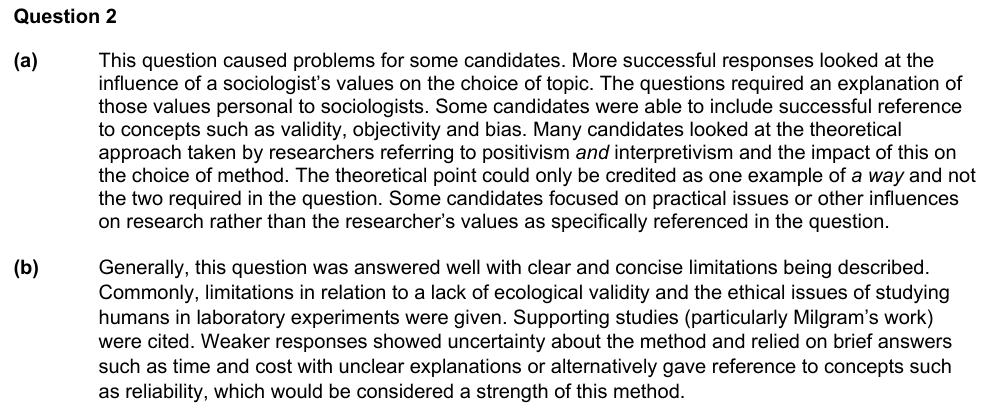 Question 2
(a) This question caused problems for some candidates. More successful responses looked at the
influence of a sociologist's values on the choice of topic. The questions required an explanation of
those values personal to sociologists. Some candidates were able to include successful reference
to concepts such as validity, objectivity and bias. Many candidates looked at the theoretical
approach taken by researchers referring to positivism and interpretivism and the impact of this on
the choice of method. The theoretical point could only be credited as one example of a way and not
the two required in the question. Some candidates focused on practical issues or other influences
on research rather than the researcher's values as specifically referenced in the question.
(b) Generally, this question was answered well with clear and concise limitations being described.
Commonly, limitations in relation to a lack of ecological validity and the ethical issues of studying
humans in laboratory experiments were given. Supporting studies (particularly Milgram's work)
were cited. Weaker responses showed uncertainty about the method and relied on brief answers
such as time and cost with unclear explanations or alternatively gave reference to concepts such
as reliability, which would be considered a strength of this method.